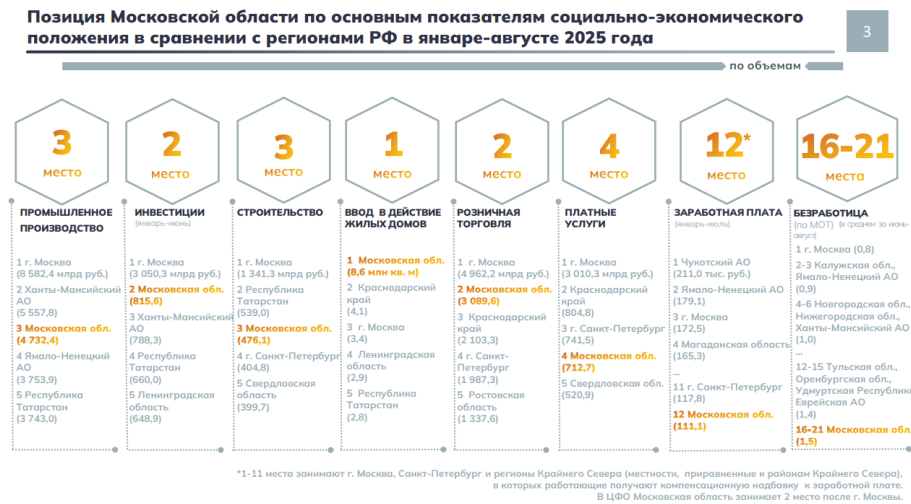 Позиция Московской области по основным показателям социально-экономического
положения в сравнении с регионами РФ в январе-августе 2025 года
3
по объемам
3
место
ПРОМЫШЛЕННОЕ
ПРОИЗВОДСТВО
1 г. Москва
(8 582,4 млрд руб.)
2 Ханты-Мансийский
АО
(5 557,8)
3 Московская обл.
(4 732,4)
4 Ямало-Ненецкий
АО
(3 753,9)
5 Республика
Татарстан
(3 743,0)
2
место
ИНВЕСТИЦИИ
(январь-июнь)
1 г. Москва
(3 050,3 млрд руб.)
2 Московская обл.
(815,6)
3 Ханты-Мансийский
АО
(788,3)
4 Республика
Татарстан
(660,0)
5 Ленинградская
область
(648,9)
3
место
СТРОИТЕЛЬСТВО
1 г. Москва
(1 341,3 млрд руб.)
2 Республика
Татарстан
(539,0)
3 Московская обл.
(476,1)
4 г. Санкт-Петербург
(404,8)
5 Свердловская
область
(399,7)
1
место
ВВОД В ДЕЙСТВИЕ
ЖИЛЫХ ДОМОВ
1 Московская обл.
(8,6 млн кв. м)
2 Краснодарский
край
(4,1)
3 г. Москва
(3,4)
4 Ленинградская
область
(2,9)
5 Республика
Татарстан
(2,8)
2
место
РОЗНИЧНАЯ
ТОРГОВЛЯ
1 г. Москва
(4 962,2 млрд руб.)
2 Московская обл.
(3 089,6)
3 Краснодарский
край
(2 103,3)
4 г. Санкт-
Петербург
(1 987,3)
5 Ростовская
область
(1 337,6)
4
место
ПЛАТНЫЕ
УСЛУГИ
1 г. Москва
(3 010,3 млрд руб.)
2 Краснодарский
край
(804,8)
3 г. Санкт-Петербург
(741,5)
4 Московская обл.
(712,7)
5 Свердловская обл.
(520,9)
12*
место
ЗАРАБОТНАЯ ПЛАТА
(январь-июль)
1 Чукотский АО
(211,0 тыс. руб.)
2 Ямало-Ненецкий АО
(179,1)
3 г. Москва
(172,5)
4 Магаданская область
(165,3)
...
11 г. Санкт-Петербург
(117,8)
12 Московская обл.
(111,1)
16-21
места
БЕЗРАБОТИЦА
(по МОТ) (в среднем за июнь-
август)
1 г. Москва (0,8)
2-3 Калужская обл.,
Ямало-Ненецкий АО
(0,9)
4-6 Новгородская обл.,
Нижегородская обл.,
Ханты-Мансийский АО
(1,0)
...
12-15 Тульская обл.,
Оренбургская обл.,
Удмуртская Республика,
Еврейская АО
(1,4)
16-21 Московская обл.
(1,5)
*1-11 места занимают г. Москва, Санкт-Петербург и регионы Крайнего Севера (местности, приравненные к районам Крайнего Севера),
в которых работающие получают компенсационную надбавку к заработной плате.
В ЦФО Московская область занимает 2 место после г. Москвы.